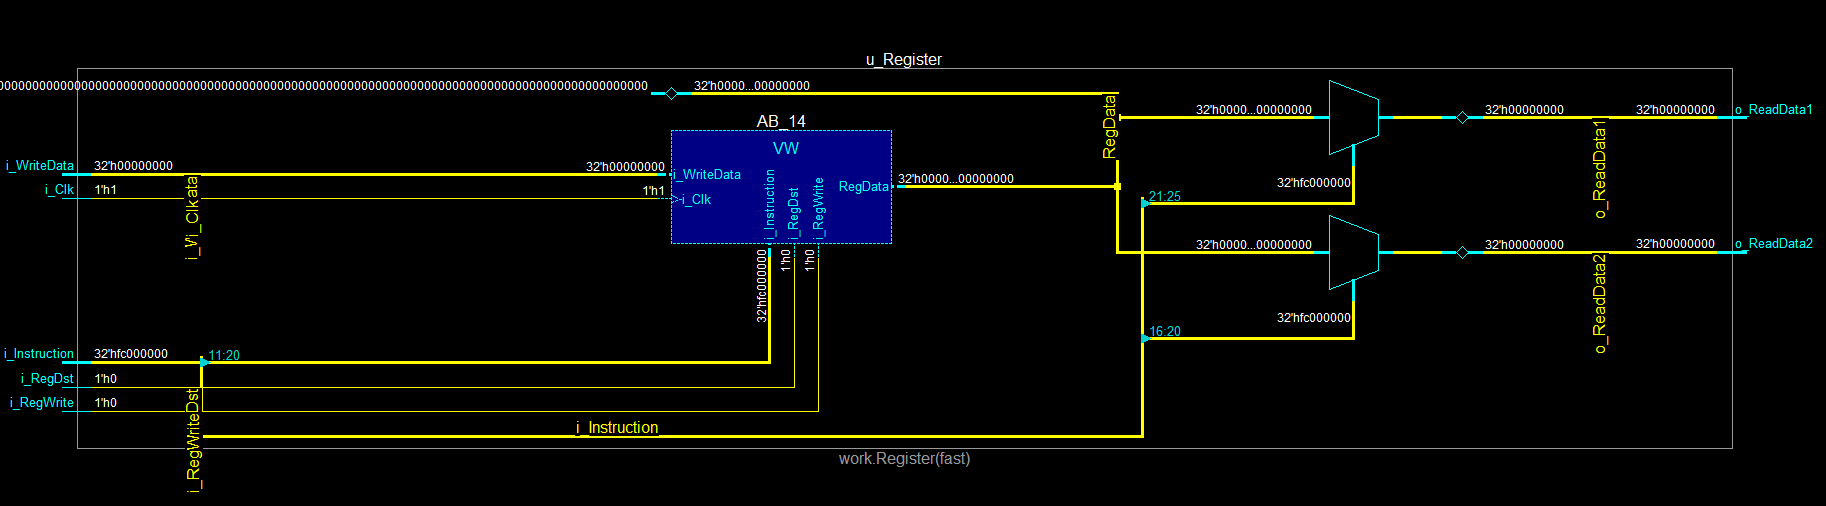 u_Register
0000000000000000000000000000000000000000000000000000000000000000000000000000000000000000000000000000
32'h0000...00000000
AB_14
VW
i_WriteData
32'h00000000
32'h00000000
i_WriteData
i_Clk
1'h1
1'h1
i_Clk
i_Instruction
i_RegDst
i_RegWrite
RegData
32'h0000...00000000
RegData
32'h0000...00000000
32'h00000000
32'h00000000
o_ReadData1
o_ReadData1
32'hfc000000
21:25
32'h0000...00000000
32'h00000000
32'h00000000
o_ReadData2
o_ReadData2
32'hfc000000
16:20
32'hfc000000
1'h0
1'h0
i_Instruction
32'hfc000000
11:20
i_RegDst
1'h0
i_RegWrite
1'h0
i_Instruction
work.Register(fast)